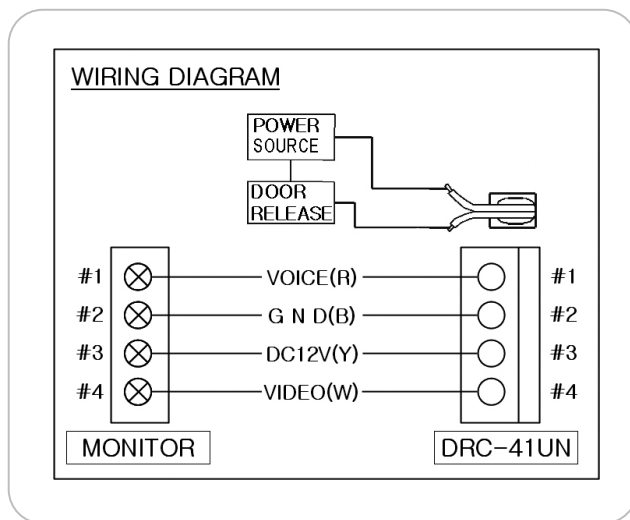 WIRING DIAGRAM
POWER
SOURCE
DOOR
RELEASE
#1 VOICE(R) #1
#2 G N D(B) #2
#3 DC12V(Y) #3
#4 VIDEO(W) #4
MONITOR DRC-41UN